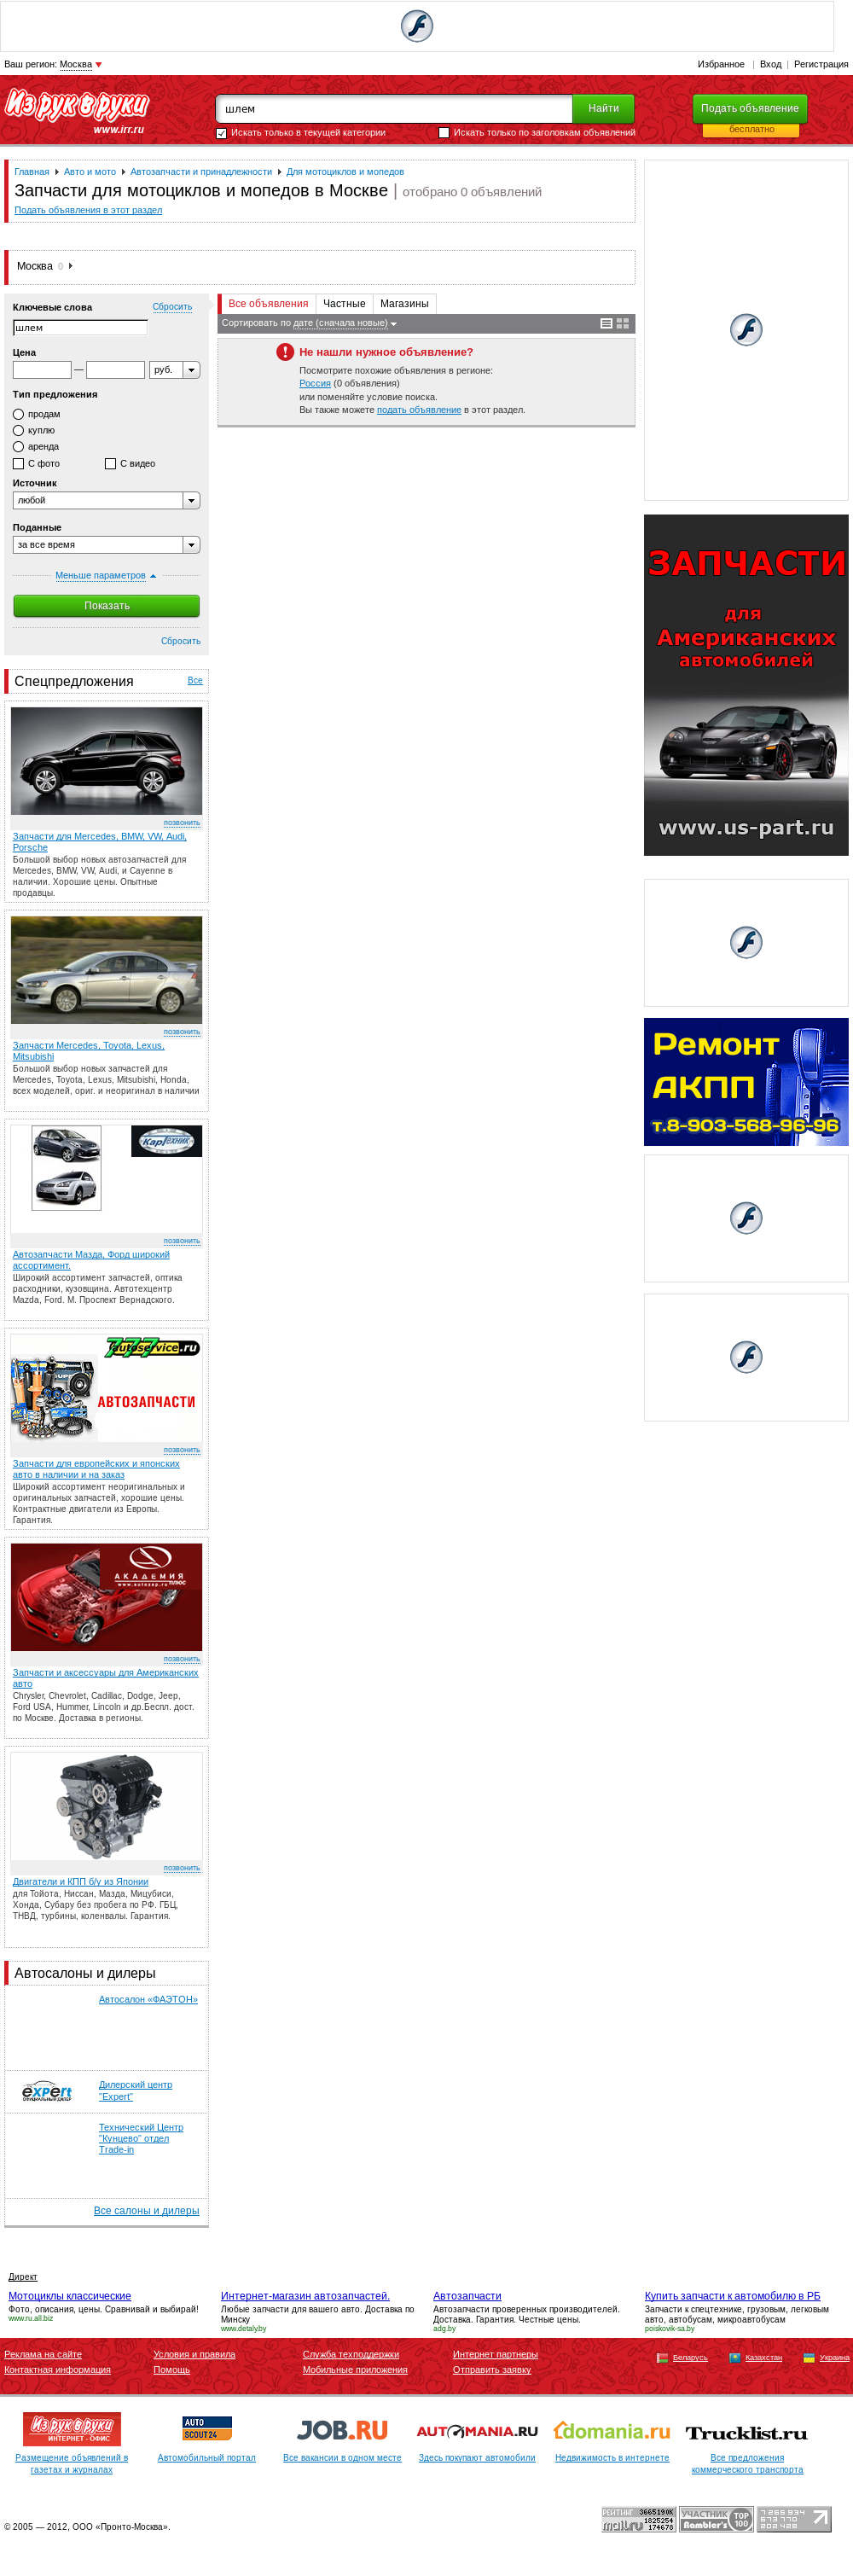 Ваш регион: Москва
Избранное | Вход | Регистрация
Из рук в руки
www.irr.ru
шлем
Найти
Подать объявление
бесплатно
Искать только в текущей категории
Искать только по заголовкам объявлений
Главная Авто и мото Автозапчасти и принадлежности Для мотоциклов и мопедов
Запчасти для мотоциклов и мопедов в Москве | отобрано 0 объявлений
Подать объявления в этот раздел
Москва 0
Ключевые слова Сбросить
шлем
Цена
— руб.
Тип предложения
продам
куплю
аренда
С фото С видео
Источник
любой
Поданные
за все время
Меньше параметров
Показать
Сбросить
Все объявления Частные Магазины
Сортировать по дате (сначала новые)
Не нашли нужное объявление?
Посмотрите похожие объявления в регионе:
Россия (0 объявления)
или поменяйте условие поиска.
Вы также можете подать объявление в этот раздел.
ЗАПЧАСТИ
для
Американских
автомобилей
www.us-part.ru
Ремонт
АКПП
т.8-903-568-96-96
Спецпредложения Все
позвонить
Запчасти для Mercedes, BMW, VW, Audi,
Porsche
Большой выбор новых автозапчастей для
Mercedes, BMW, VW, Audi, и Cayenne в
наличии. Хорошие цены. Опытные
продавцы.
позвонить
Запчасти Mercedes, Toyota, Lexus,
Mitsubishi
Большой выбор новых запчастей для
Mercedes, Toyota, Lexus, Mitsubishi, Honda,
всех моделей, ориг. и неоригинал в наличии
КарТехник
позвонить
Автозапчасти Мазда, Форд широкий
ассортимент.
Широкий ассортимент запчастей, оптика
расходники, кузовщина. Автотехцентр
Mazda, Ford. М. Проспект Вернадского.
777
autoservice.ru
АВТОЗАПЧАСТИ
позвонить
Запчасти для европейских и японских
авто в наличии и на заказ
Широкий ассортимент неоригинальных и
оригинальных запчастей, хорошие цены.
Контрактные двигатели из Европы.
Гарантия.
АКАДЕМИЯ
www.autozap.ru ПЛЮС
позвонить
Запчасти и аксессуары для Американских
авто
Chrysler, Chevrolet, Cadillac, Dodge, Jeep,
Ford USA, Hummer, Lincoln и др.Беспл. дост.
по Москве. Доставка в регионы.
позвонить
Двигатели и КПП б/у из Японии
для Тойота, Ниссан, Мазда, Мицубиси,
Хонда, Субару без пробега по РФ. ГБЦ,
ТНВД, турбины, коленвалы. Гарантия.
Автосалоны и дилеры
Автосалон «ФАЭТОН»
expert
ОФИЦИАЛЬНЫЙ ДИЛЕР
Дилерский центр
"Expert"
Технический Центр
"Кунцево" отдел
Trade-in
Все салоны и дилеры
Директ
Мотоциклы классические
Фото, описания, цены. Сравнивай и выбирай!
www.ru.all.biz
Интернет-магазин автозапчастей.
Любые запчасти для вашего авто. Доставка по
Минску
www.detaly.by
Автозапчасти
Автозапчасти проверенных производителей.
Доставка. Гарантия. Честные цены.
adg.by
Купить запчасти к автомобилю в РБ
Запчасти к спецтехнике, грузовым, легковым
авто, автобусам, микроавтобусам
poiskovik-sa.by
Реклама на сайте Условия и правила Служба техподдержки Интернет партнеры
Контактная информация Помощь Мобильные приложения Отправить заявку
Беларусь Казахстан Украина
Из рук в руки
ИНТЕРНЕТ-ОФИС
Размещение объявлений в
газетах и журналах
AUTO
SCOUT24
Автомобильный портал
JOB.RU
Все вакансии в одном месте
AUTOMANIA.RU
Здесь покупают автомобили
domania.ru
Недвижимость в интернете
Trucklist.ru
Все предложения
коммерческого транспорта
© 2005 — 2012, ООО «Пронто-Москва».
РЕЙТИНГ 3665190K
mail.ru 1825254
174678
УЧАСТНИК
Rambler's
TOP
100
7 265 934
673 770
202 428